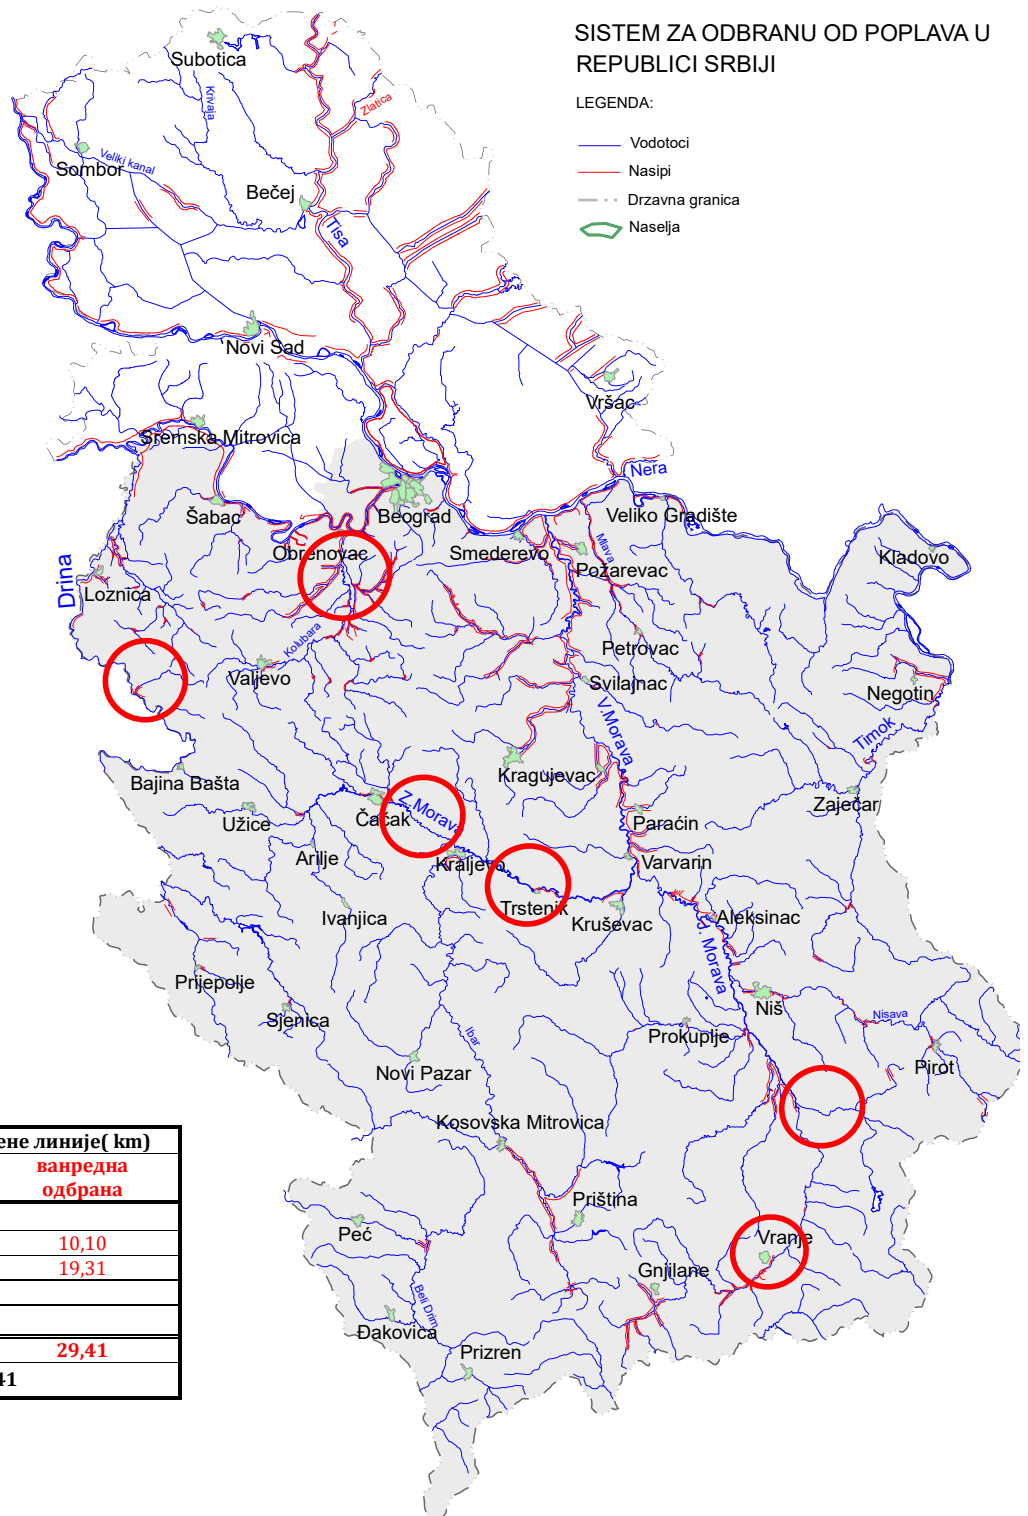 SISTEM ZA ODBRANU OD POPLAVA U
REPUBLICI SRBIJI
LEGENDA:
Vodotoci
Nasipi
Drzavna granica
Naselja
Subotica
Krivaja
Zlatica
Sombor
Veliki kanal
Bečej
Tisa
Novi Sad
Vršac
Sremska Mitrovica
Nera
Šabac
Beograd
Veliko Gradište
Obrenovac
Smederevo
Mlava
Požarevac
Kladovo
Drina
Loznica
Kolubara
Petrovac
Valjevo
Svilajnac
Negotin
V.Morava
Timok
Bajina Bašta
Kragujevac
Užice
Čačak
Z.Morava
Zaječar
Paraćin
Arilje
Kraljevo
Varvarin
Ivanjica
Trstenik
Kruševac
Aleksinac
J. Morava
Prijepolje
Niš
Sjenica
Ibar
Prokuplje
Nisava
Novi Pazar
Pirot
Kosovska Mitrovica
Priština
Peć
Vranje
Gnjilane
Beli Drim
Đakovica
Prizren
ене линије( km)
ванредна
одбрана
10,10
19,31
29,41
41